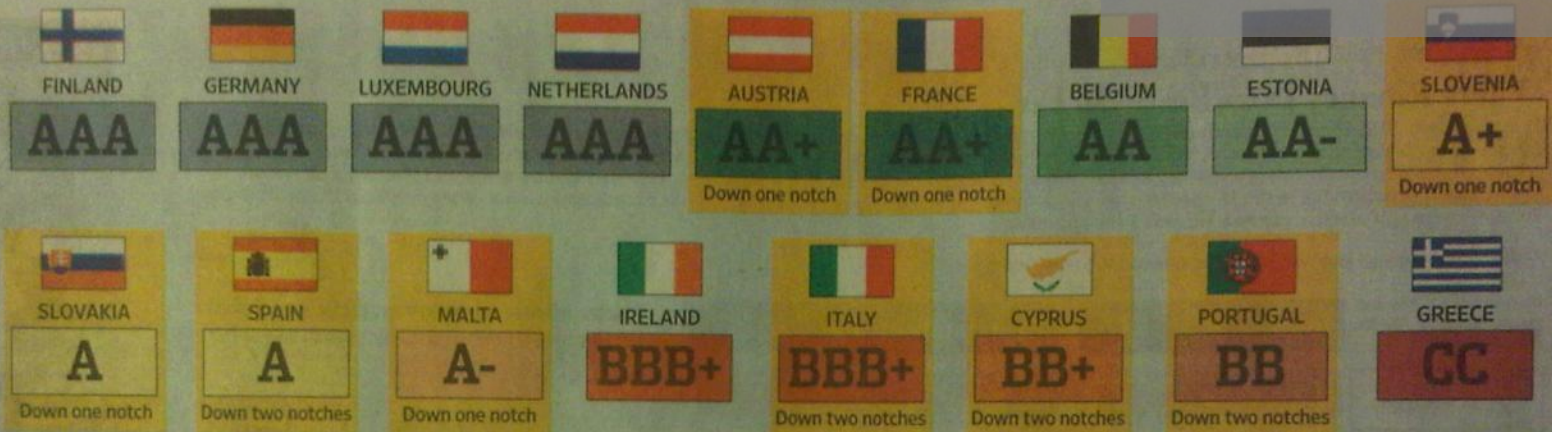 FINLAND GERMANY LUXEMBOURG NETHERLANDS AUSTRIA FRANCE BELGIUM ESTONIA SLOVENIA
AAA AAA AAA AAA AA+ AA+ AA AA- A+
Down one notch Down one notch Down one notch
SLOVAKIA SPAIN MALTA IRELAND ITALY CYPRUS PORTUGAL GREECE
A A A- BBB+ BBB+ BB+ BB CC
Down one notch Down two notches Down one notch Down two notches Down two notches Down two notches